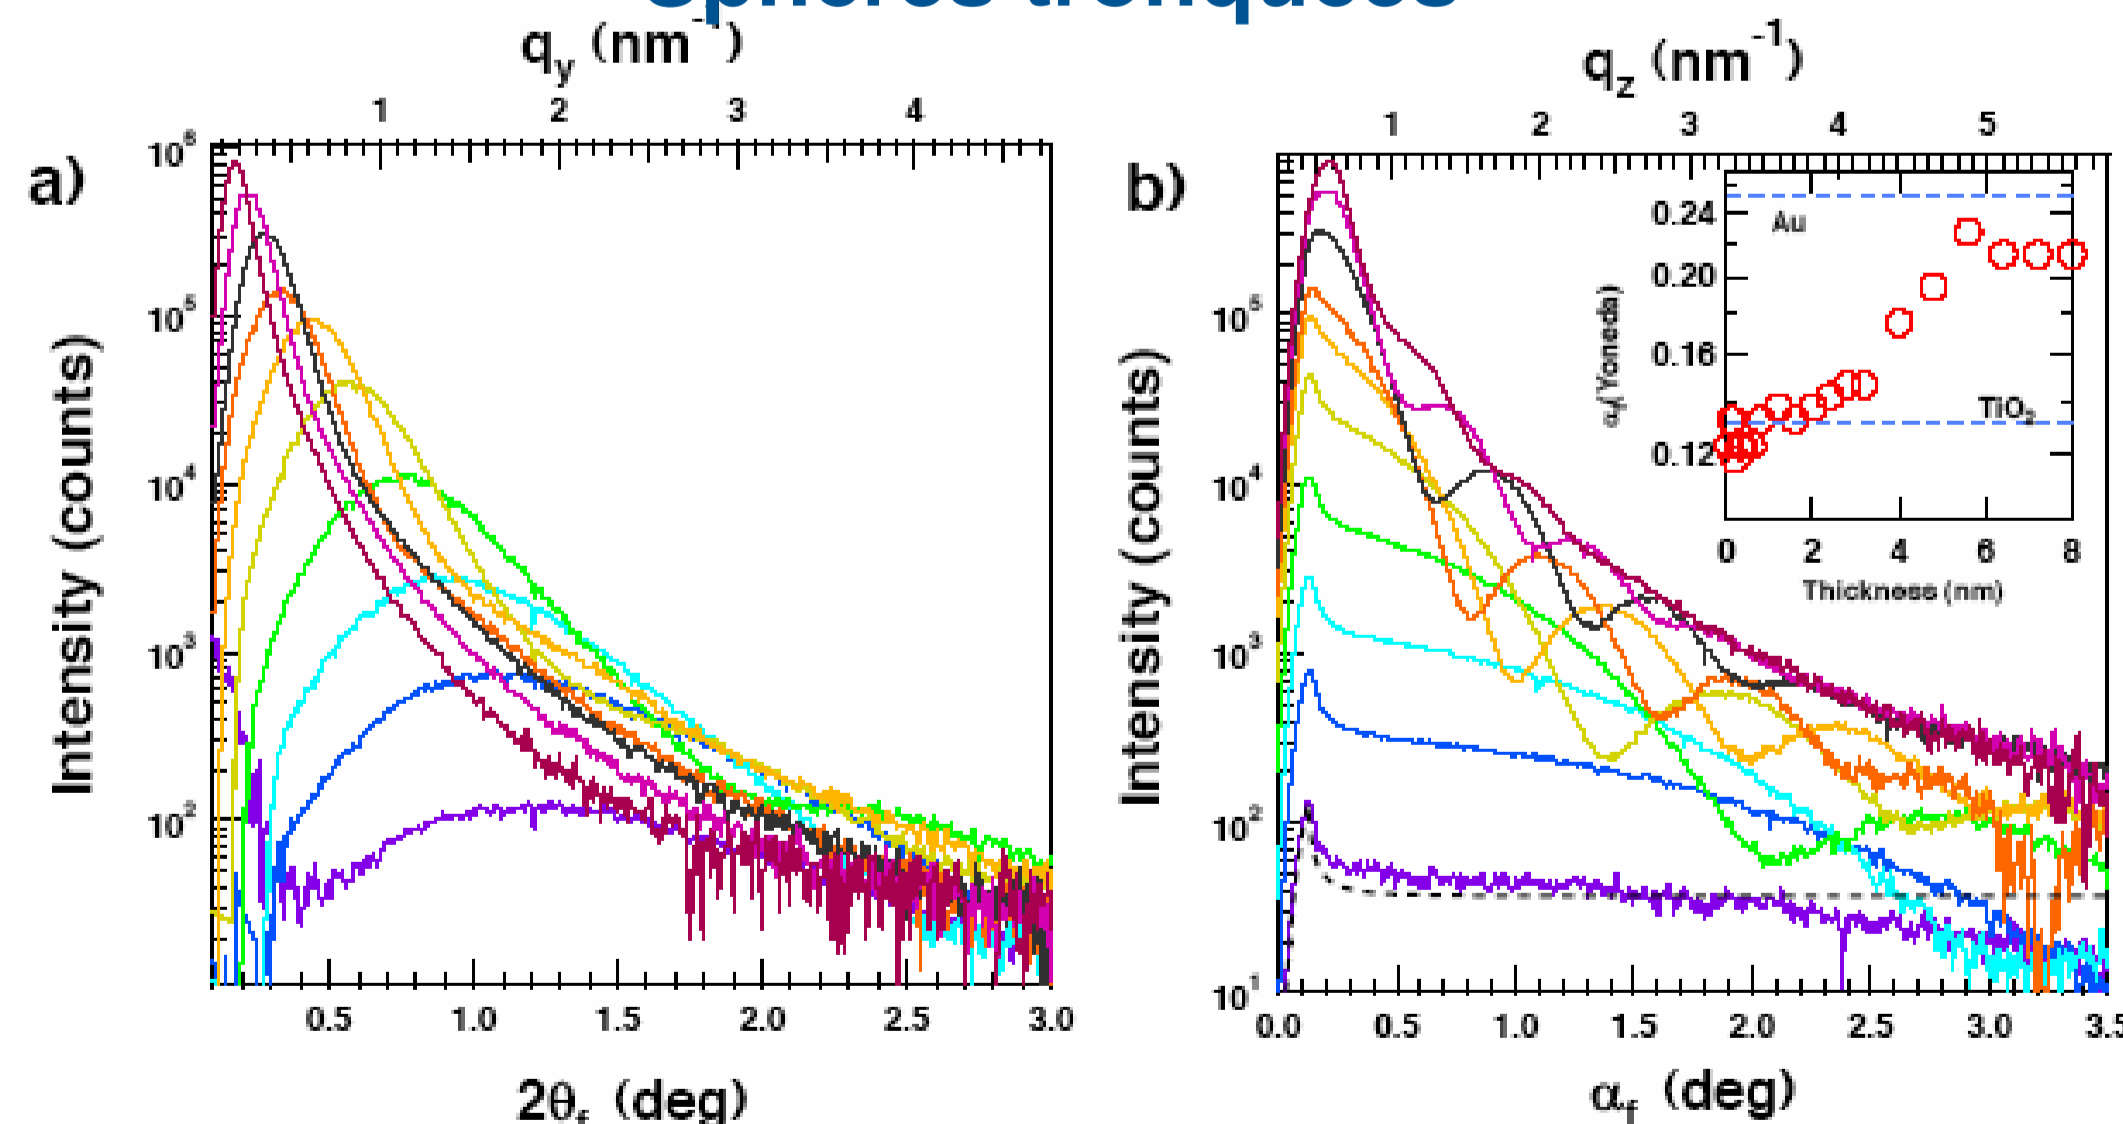 Sphères tronquées
q_y (nm⁻¹)
1 2 3 4
a)
10⁶
10⁵
10⁴
10³
10²
Intensity (counts)
0.5 1.0 1.5 2.0 2.5 3.0
2θ_f (deg)
q_z (nm⁻¹)
1 2 3 4 5
b)
10⁵
10⁴
10³
10²
10¹
Intensity (counts)
0.0 0.5 1.0 1.5 2.0 2.5 3.0 3.5
α_f (deg)
0.24
0.20
0.16
0.12
α_f(Yoneda)
Au
TiO₂
0 2 4 6 8
Thickness (nm)